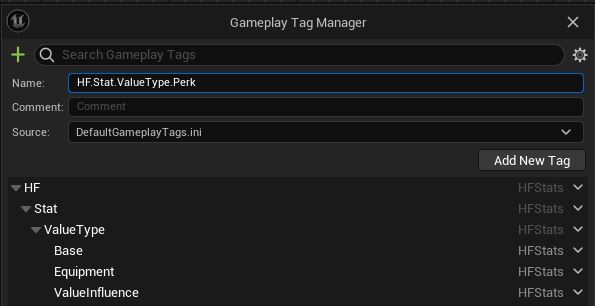 Gameplay Tag Manager
Search Gameplay Tags
Name: HF.Stat.ValueType.Perk
Comment: Comment
Source: DefaultGameplayTags.ini
Add New Tag
HF HFStats
Stat HFStats
ValueType HFStats
Base HFStats
Equipment HFStats
ValueInfluence HFStats